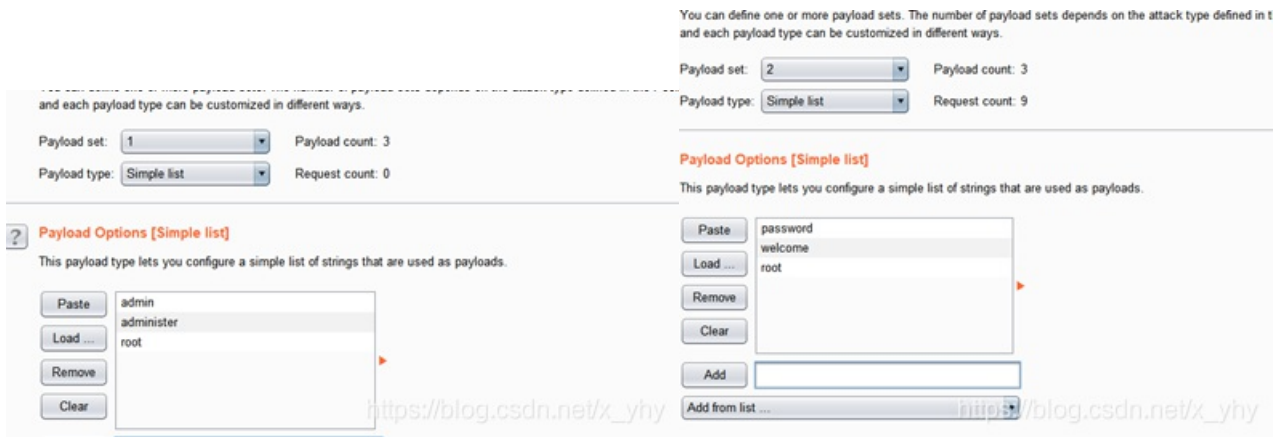 and each payload type can be customized in different ways.
Payload set: 1 Payload count: 3
Payload type: Simple list Request count: 0
?
Payload Options [Simple list]
This payload type lets you configure a simple list of strings that are used as payloads.
Paste
Load ...
Remove
Clear
admin
administer
root
https://blog.csdn.net/x_yhy
You can define one or more payload sets. The number of payload sets depends on the attack type defined in t
and each payload type can be customized in different ways.
Payload set: 2 Payload count: 3
Payload type: Simple list Request count: 9
Payload Options [Simple list]
This payload type lets you configure a simple list of strings that are used as payloads.
Paste
Load ...
Remove
Clear
password
welcome
root
Add
Add from list ...
https://blog.csdn.net/x_yhy